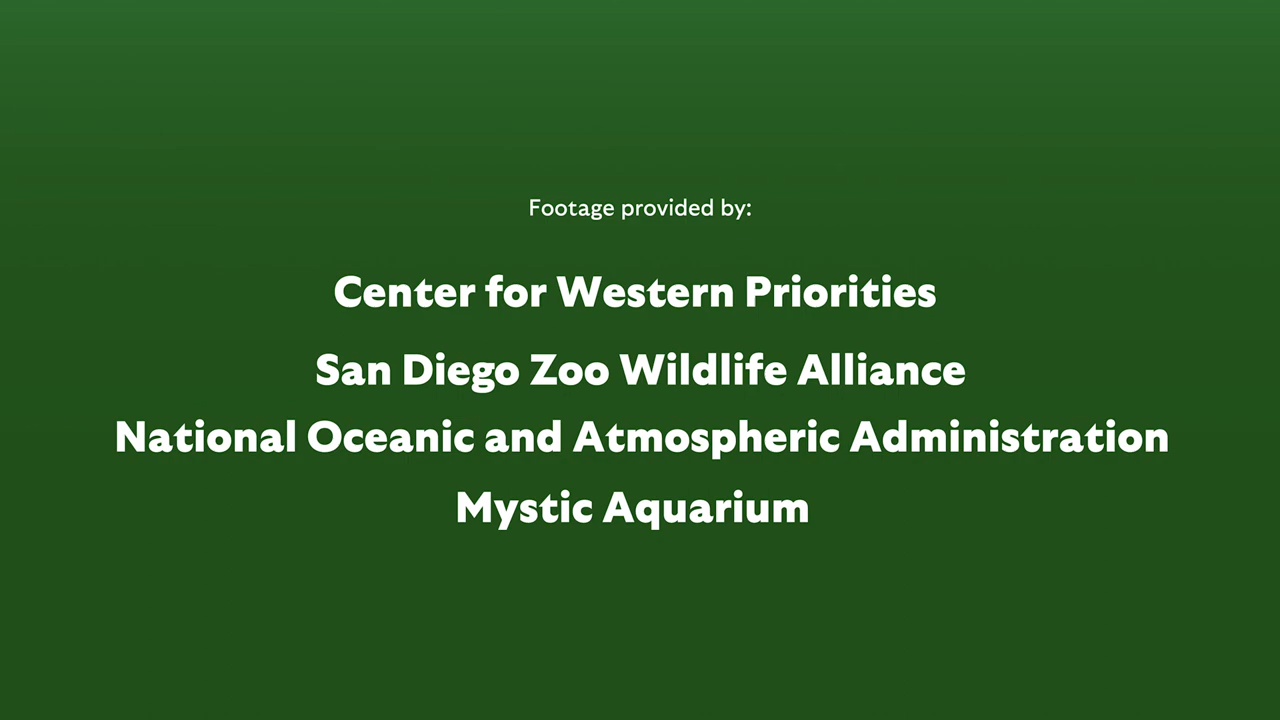 Footage provided by:
Center for Western Priorities
San Diego Zoo Wildlife Alliance
National Oceanic and Atmospheric Administration
Mystic Aquarium